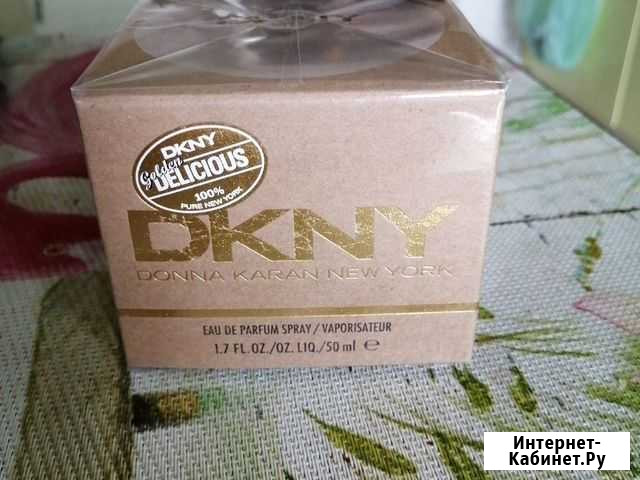 DKNY
Golden
DELICIOUS
100%
PURE NEW YORK
DKNY
DONNA KARAN NEW YORK
EAU DE PARFUM SPRAY / VAPORISATEUR
1.7 FL.OZ./OZ. LIQ./50 ml ℮
Интернет-
Кабинет.Ру